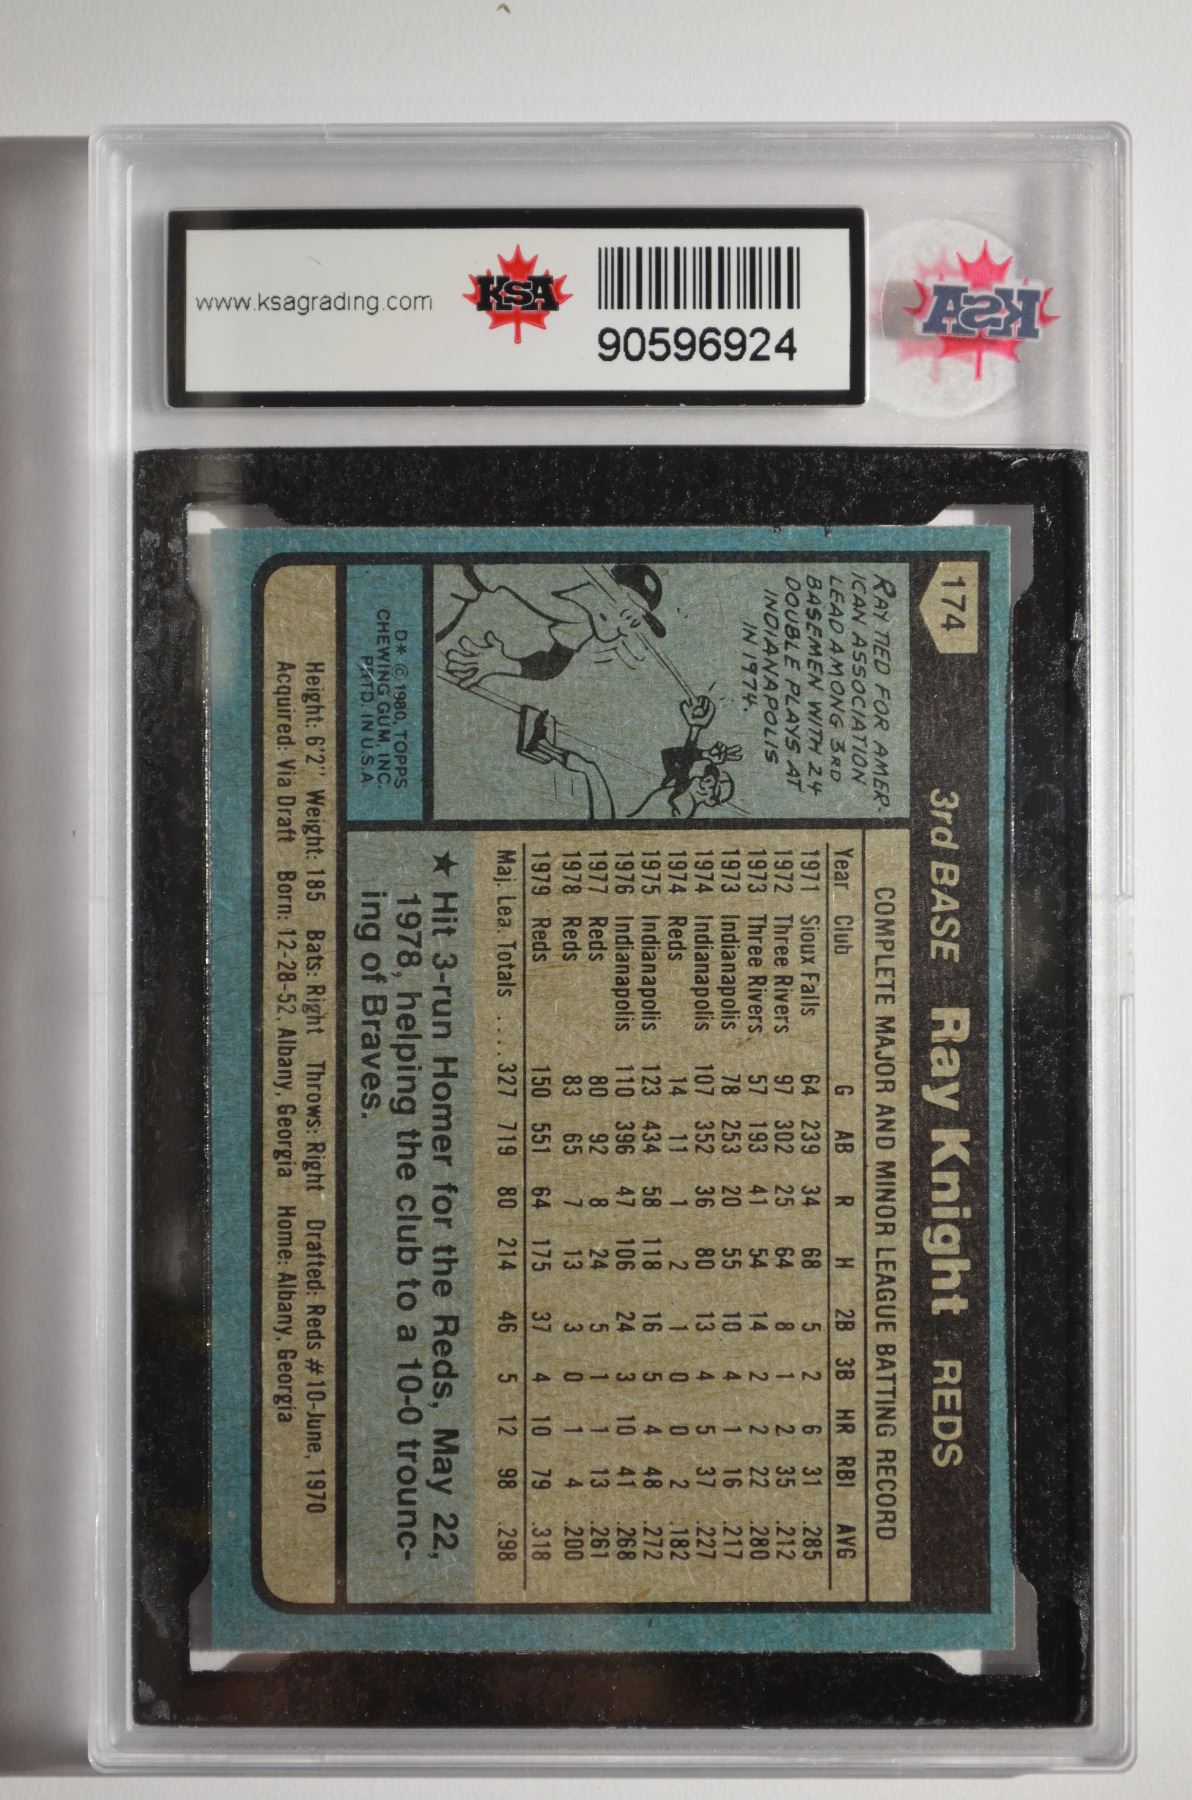 www.ksagrading.com
KSA
90596924
KSA
174
3rd BASE Ray Knight REDS
RAY TIED FOR AMER-
ICAN ASSOCIATION
LEAD AMONG 3RD
BASEMEN WITH 24
DOUBLE PLAYS AT
INDIANAPOLIS
IN 1974.
D* © 1980, TOPPS
CHEWING GUM, INC.
PRTD. IN U.S.A.
COMPLETE MAJOR AND MINOR LEAGUE BATTING RECORD
Year Club G AB R H 2B 3B HR RBI AVG
1971 Sioux Falls 64 239 34 68 5 2 6 31 .285
1972 Three Rivers 97 302 25 64 8 1 2 35 .212
1973 Three Rivers 57 193 41 54 14 2 2 22 .280
1973 Indianapolis 78 253 20 55 10 4 1 16 .217
1974 Indianapolis 107 352 36 80 13 4 5 37 .227
1974 Reds 14 11 1 2 1 0 0 2 .182
1975 Indianapolis 123 434 58 118 16 5 4 48 .272
1976 Indianapolis 110 396 47 106 24 3 10 41 .268
1977 Reds 80 92 8 24 5 1 1 13 .261
1978 Reds 83 65 7 13 3 0 1 4 .200
1979 Reds 150 551 64 175 37 4 10 79 .318
Maj. Lea. Totals .... 327 719 80 214 46 5 12 98 .298
★ Hit 3-run Homer for the Reds, May 22,
1978, helping the club to a 10-0 trounc-
ing of Braves.
Height: 6'2" Weight: 185 Bats: Right Throws: Right Drafted: Reds #10-June, 1970
Acquired: Via Draft Born: 12-28-52, Albany, Georgia Home: Albany, Georgia